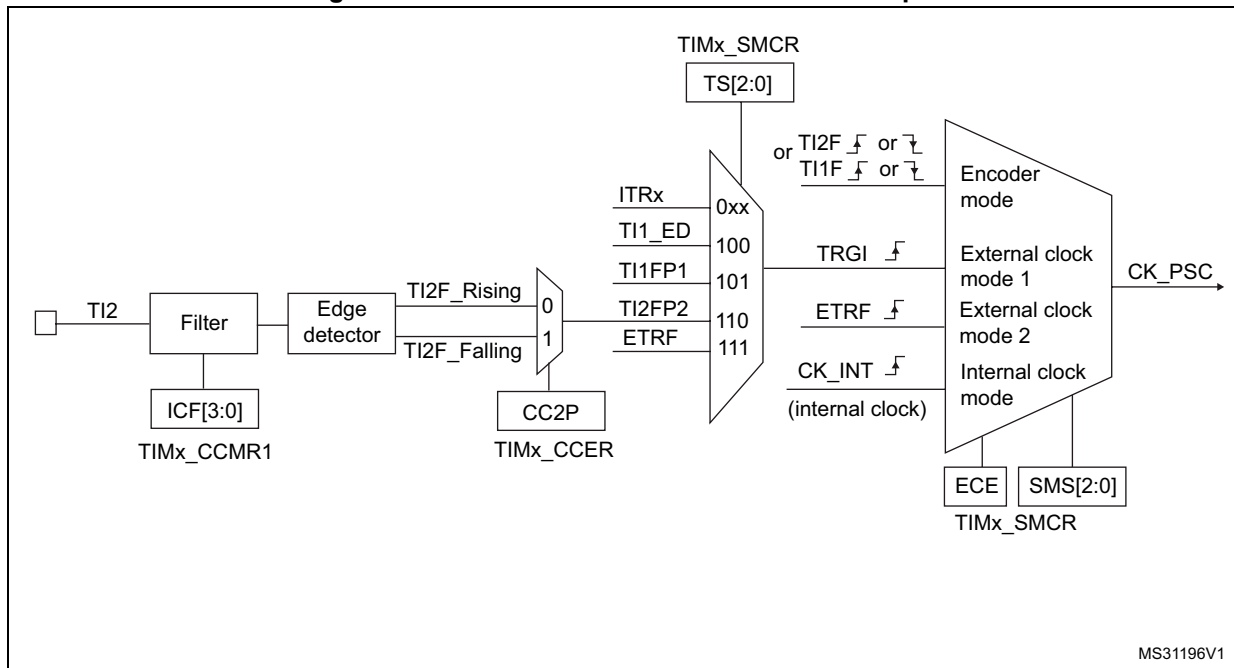 TIMx_SMCR
TS[2:0]
TI2
Filter
ICF[3:0]
TIMx_CCMR1
Edge
detector
TI2F_Rising
TI2F_Falling
0
1
CC2P
TIMx_CCER
ITRx
TI1_ED
TI1FP1
TI2FP2
ETRF
0xx
100
101
110
111
or TI2F or
TI1F or
TRGI
ETRF
CK_INT
(internal clock)
Encoder
mode
External clock
mode 1
External clock
mode 2
Internal clock
mode
CK_PSC
ECE
SMS[2:0]
TIMx_SMCR
MS31196V1